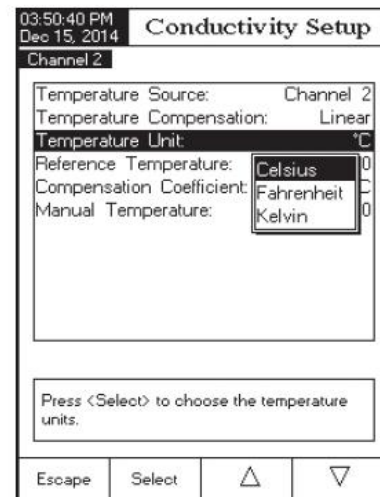 03:50:40 PM
Dec 15, 2014
Conductivity Setup
Channel 2
Temperature Source: Channel 2
Temperature Compensation: Linear
Temperature Unit: °C
Reference Temperature: 0
Compensation Coefficient: C
Manual Temperature: 0
Celsius
Fahrenheit
Kelvin
Press <Select> to choose the temperature
units.
Escape Select △ ▽